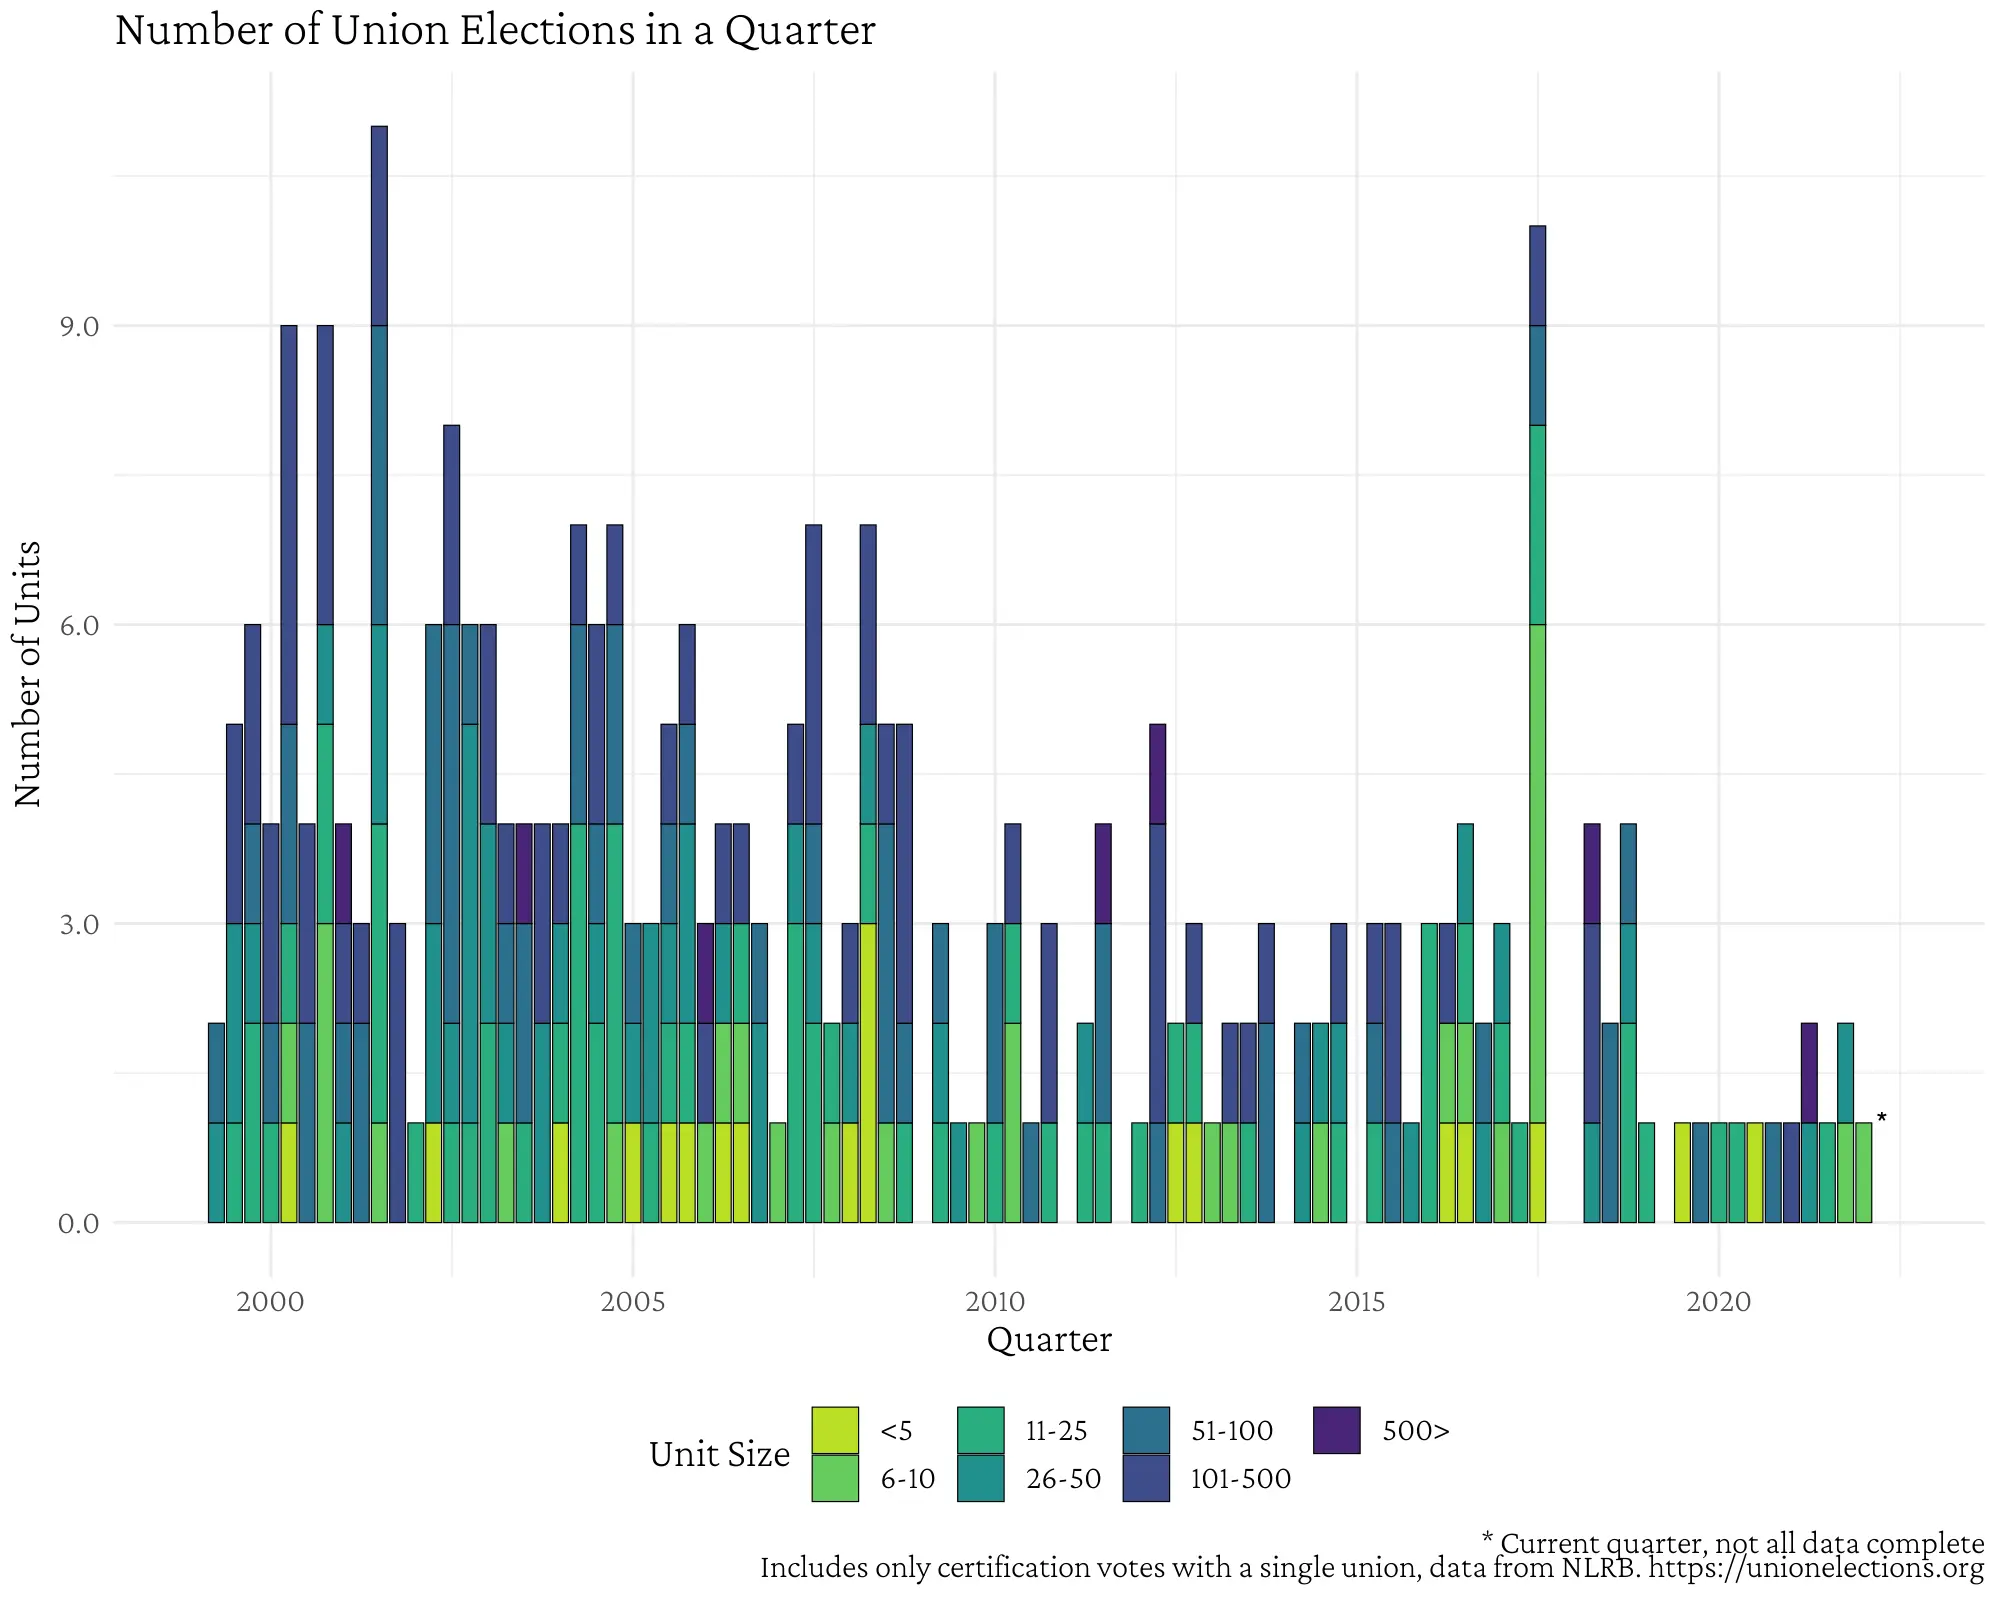 Number of Union Elections in a Quarter
Number of Units
9.0
6.0
3.0
0.0
*
2000 2005 2010 2015 2020
Quarter
Unit Size
<5 11-25 51-100 500>
6-10 26-50 101-500
* Current quarter, not all data complete
Includes only certification votes with a single union, data from NLRB. https://unionelections.org